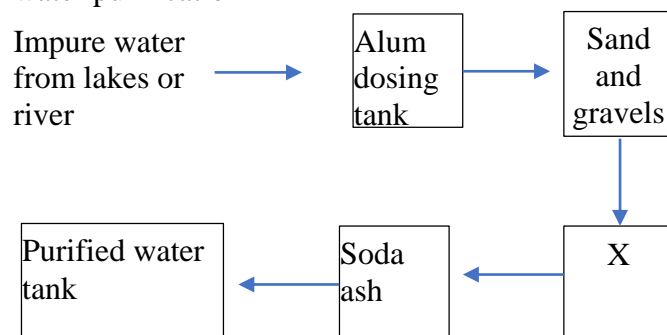 Impure water
from lakes or
river
Alum
dosing
tank
Sand
and
gravels
X
Soda
ash
Purified water
tank